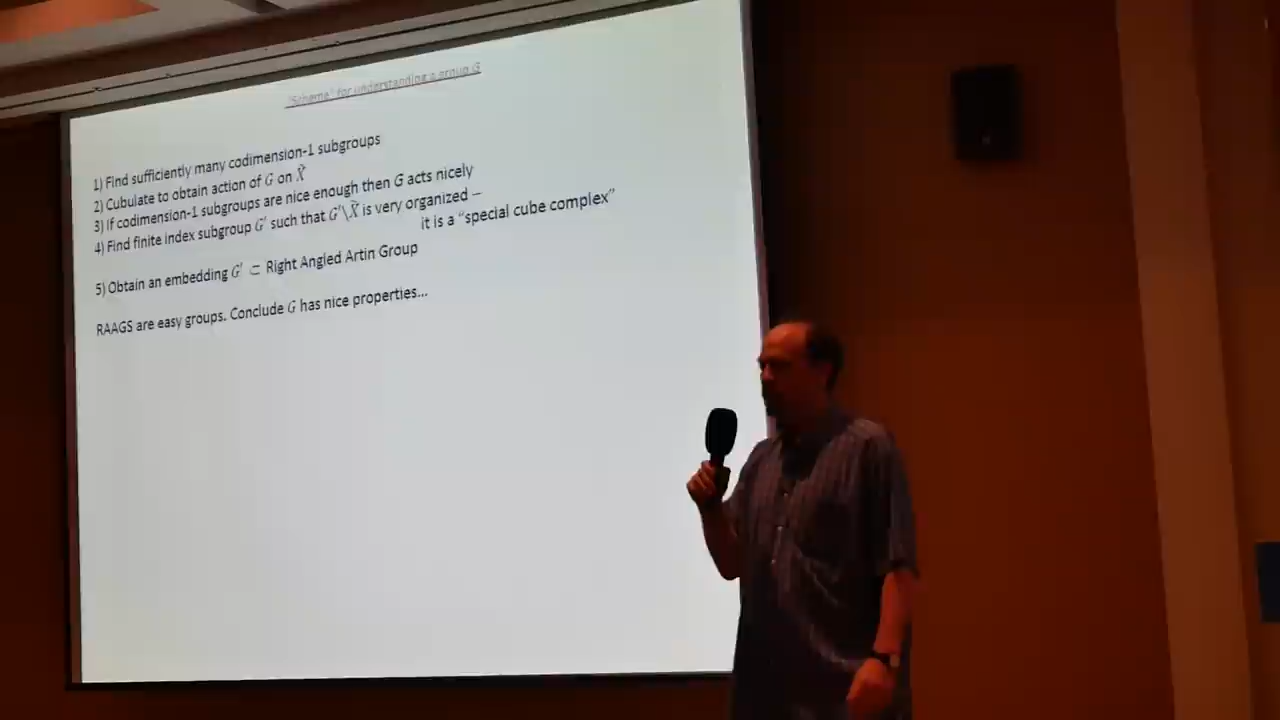 "Scheme" for understanding a group G
1) Find sufficiently many codimension-1 subgroups
2) Cubulate to obtain action of G on X̃
3) If codimension-1 subgroups are nice enough then G acts nicely
4) Find finite index subgroup G' such that G'\X̃ is very organized –
it is a "special cube complex"
5) Obtain an embedding G' ⊂ Right Angled Artin Group
RAAGS are easy groups. Conclude G has nice properties...